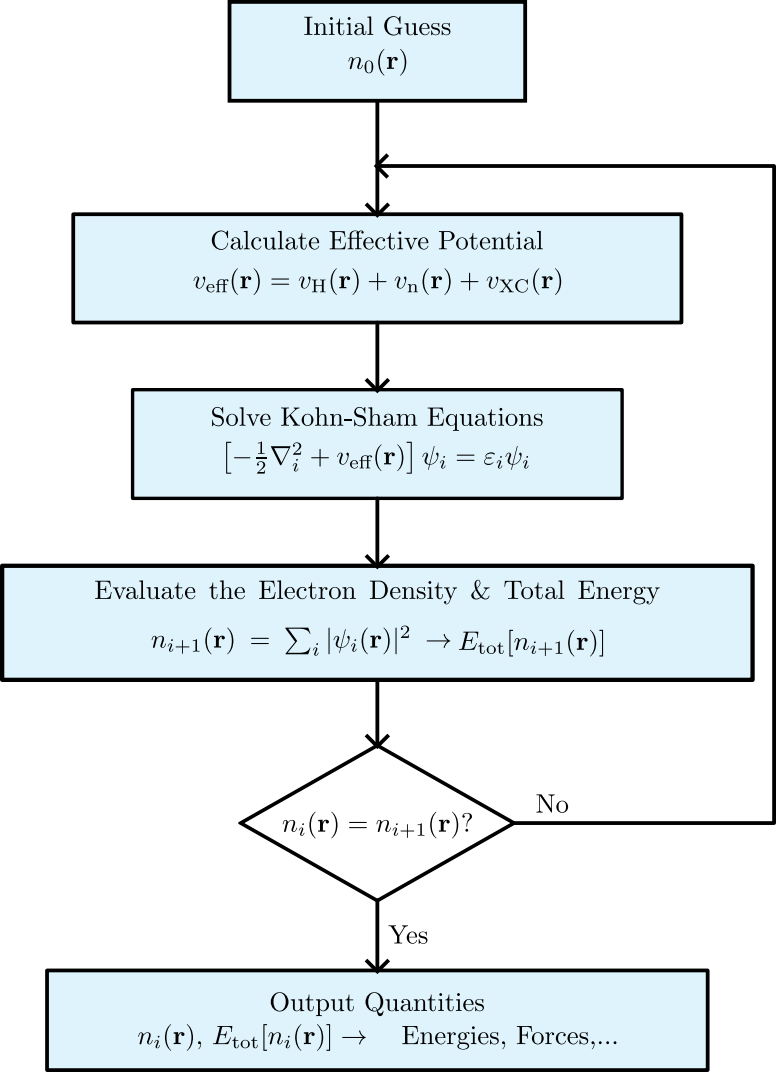 Initial Guess
n₀(𝐫)
Calculate Effective Potential
v_eff(𝐫) = v_H(𝐫) + v_n(𝐫) + v_XC(𝐫)
Solve Kohn-Sham Equations
[−½∇ᵢ² + v_eff(𝐫)] ψᵢ = εᵢψᵢ
Evaluate the Electron Density & Total Energy
nᵢ₊₁(𝐫) = ∑ᵢ |ψᵢ(𝐫)|² → E_tot[nᵢ₊₁(𝐫)]
nᵢ(𝐫) = nᵢ₊₁(𝐫)?
No
Yes
Output Quantities
nᵢ(𝐫), E_tot[nᵢ(𝐫)] → Energies, Forces,...